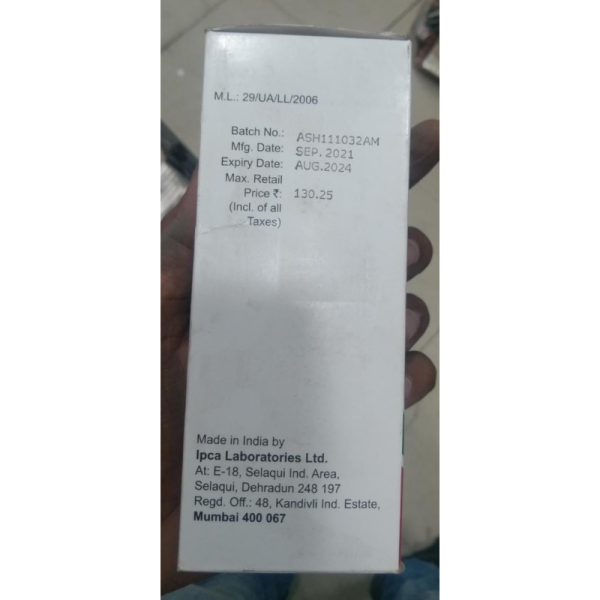 M.L.: 29/UA/LL/2006
Batch No.: ASH111032AM
Mfg. Date: SEP.2021
Expiry Date: AUG.2024
Max. Retail
Price ₹: 130.25
(Incl. of all
Taxes)
Made in India by
Ipca Laboratories Ltd.
At: E-18, Selaqui Ind. Area,
Selaqui, Dehradun 248 197
Regd. Off.: 48, Kandivli Ind. Estate,
Mumbai 400 067